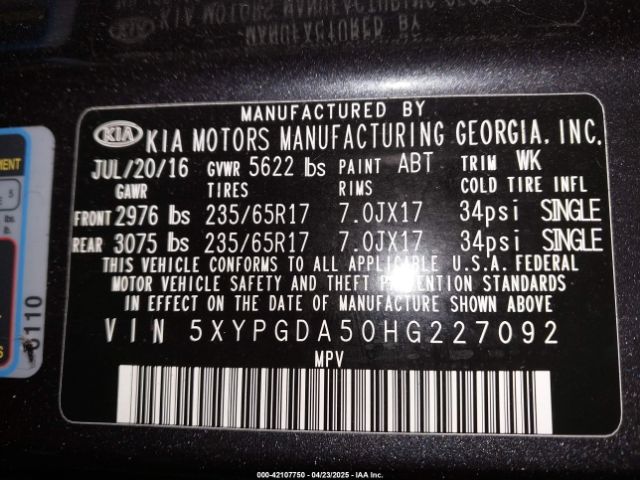 MANUFACTURED BY
KIA KIA MOTORS MANUFACTURING GEORGIA, INC.
JUL/20/16 GVWR 5622 lbs PAINT ABT TRIM WK
GAWR TIRES RIMS COLD TIRE INFL
FRONT 2976 lbs 235/65R17 7.0JX17 34psi SINGLE
REAR 3075 lbs 235/65R17 7.0JX17 34psi SINGLE
THIS VEHICLE CONFORMS TO ALL APPLICABLE U.S.A. FEDERAL
MOTOR VEHICLE SAFETY AND THEFT PREVENTION STANDARDS
IN EFFECT ON THE DATE OF MANUFACTURE SHOWN ABOVE
VIN 5XYPGDA50HG227092
MPV
000-42107750 - 04/23/2025 - IAA Inc.